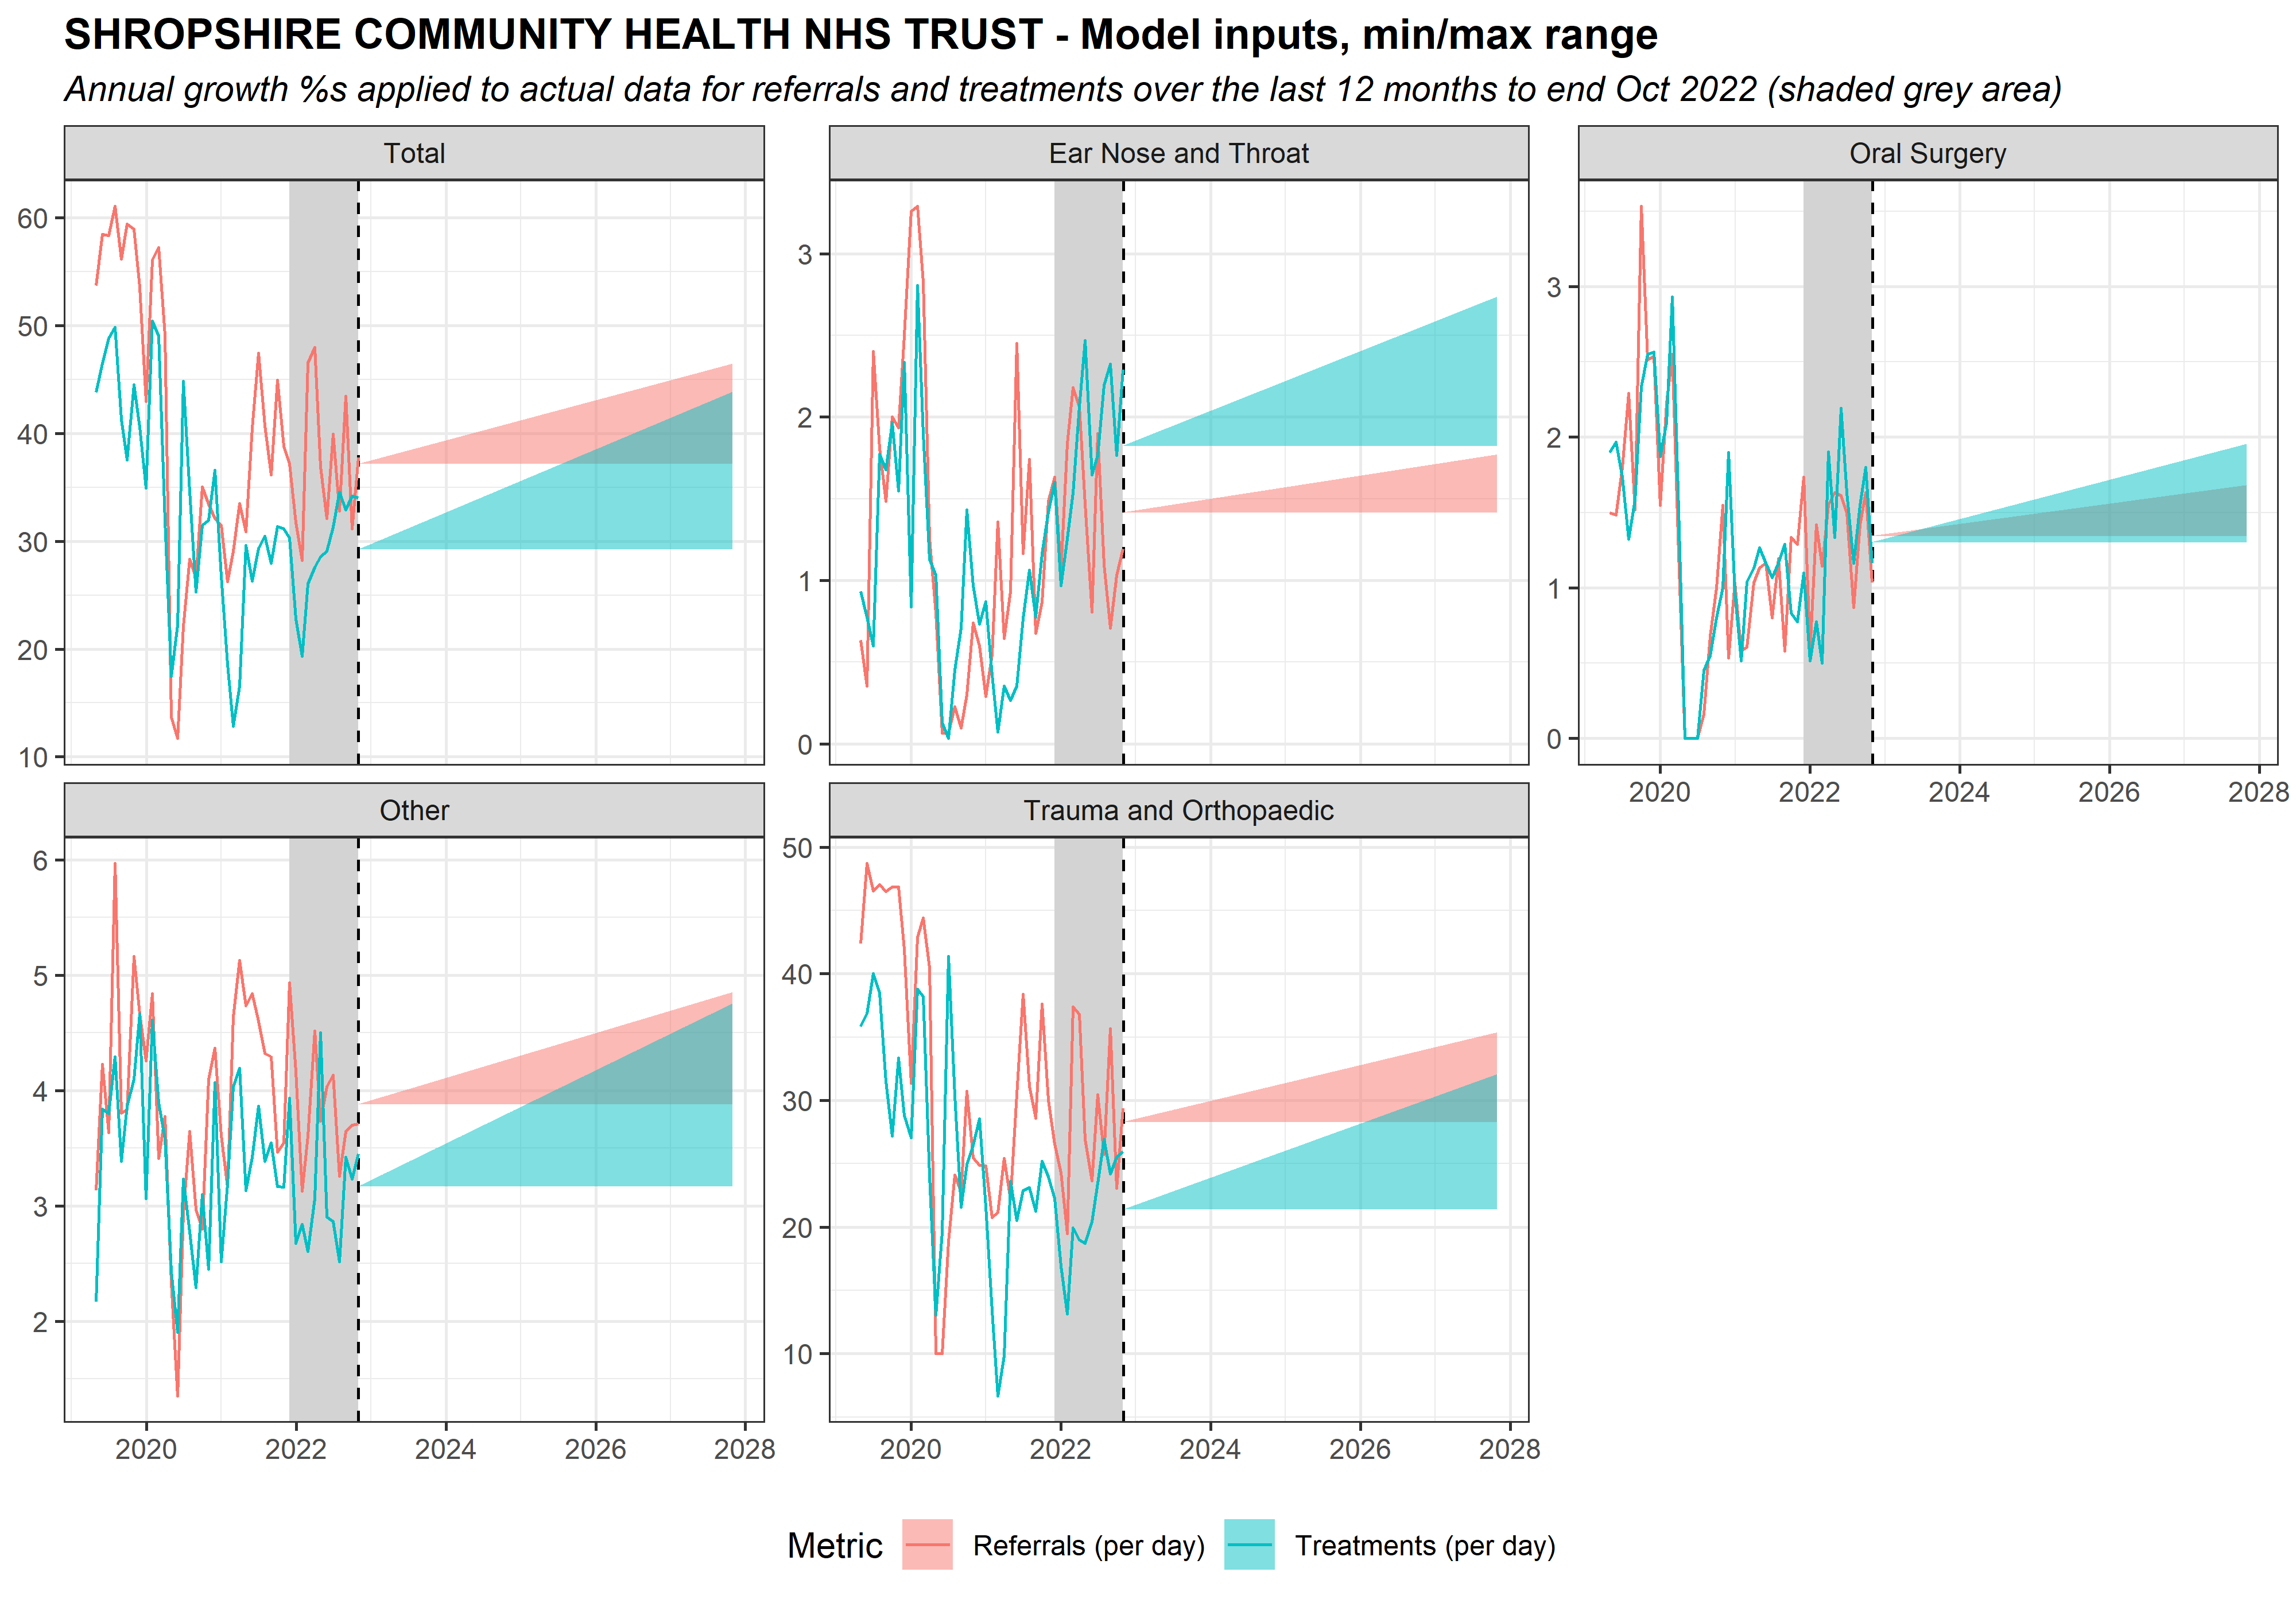 SHROPSHIRE COMMUNITY HEALTH NHS TRUST - Model inputs, min/max range
Annual growth %s applied to actual data for referrals and treatments over the last 12 months to end Oct 2022 (shaded grey area)
Total
60
50
40
30
20
10
Ear Nose and Throat
3
2
1
0
Oral Surgery
3
2
1
0
2020 2022 2024 2026 2028
Other
6
5
4
3
2
2020 2022 2024 2026 2028
Trauma and Orthopaedic
50
40
30
20
10
2020 2022 2024 2026 2028
Metric Referrals (per day) Treatments (per day)